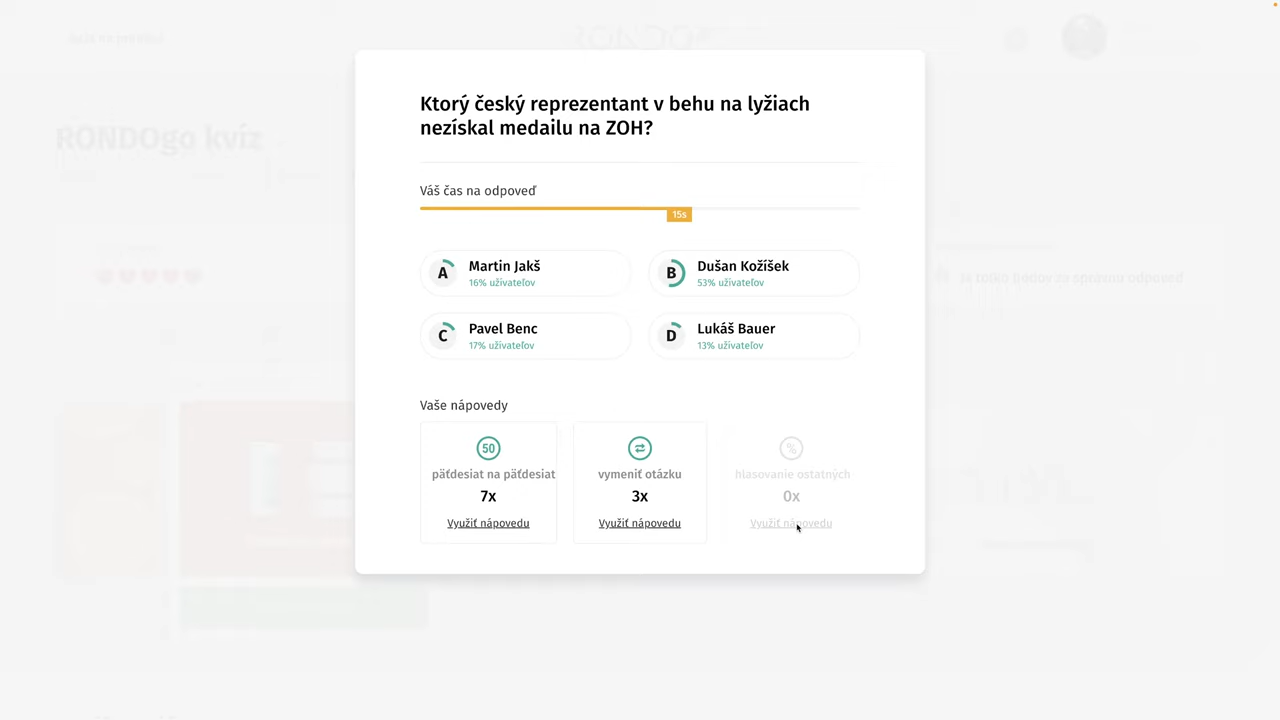 RONDOgo kvíz
Ktorý český reprezentant v behu na lyžiach
nezískal medailu na ZOH?
Váš čas na odpoveď
15s
A
Martin Jakš
16% užívateľov
B
Dušan Kožíšek
53% užívateľov
C
Pavel Benc
17% užívateľov
D
Lukáš Bauer
13% užívateľov
Vaše nápovedy
50
päťdesiat na päťdesiat
7x
Využiť nápovedu
vymeniť otázku
3x
Využiť nápovedu
%
hlasovanie ostatných
0x
Využiť nápovedu